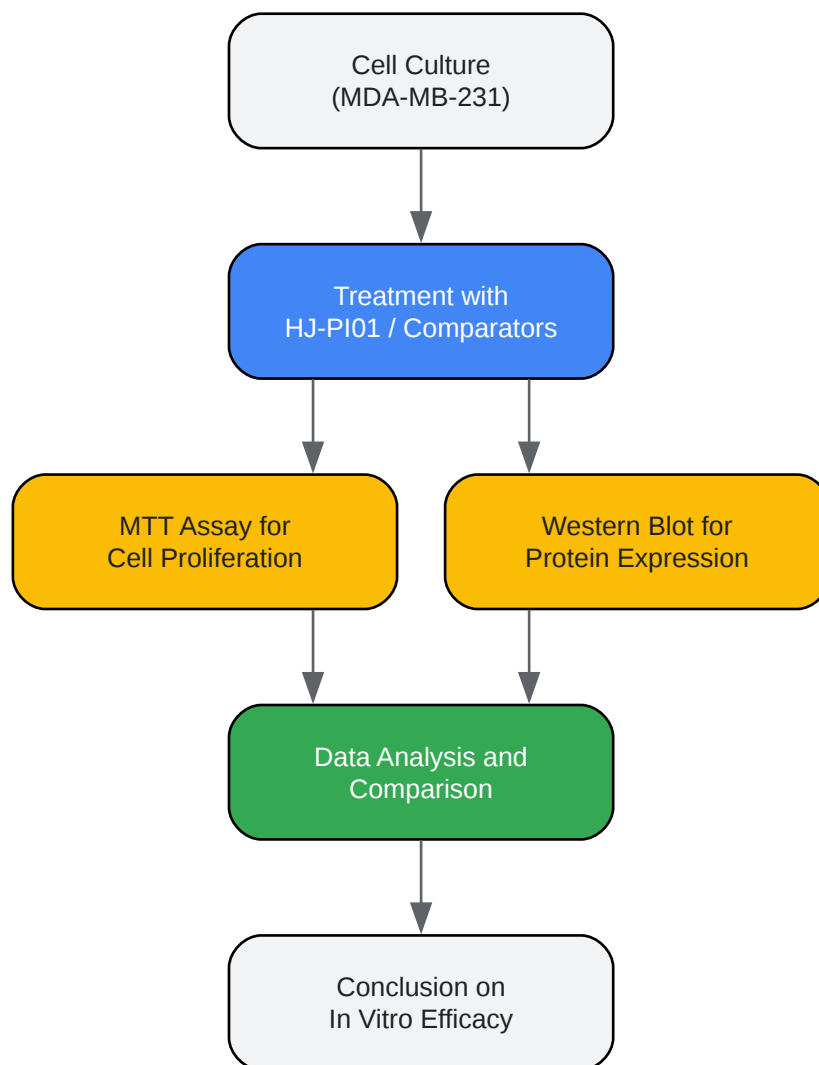 Cell Culture
(MDA-MB-231)
Treatment with
HJ-PI01 / Comparators
MTT Assay for
Cell Proliferation
Western Blot for
Protein Expression
Data Analysis and
Comparison
Conclusion on
In Vitro Efficacy